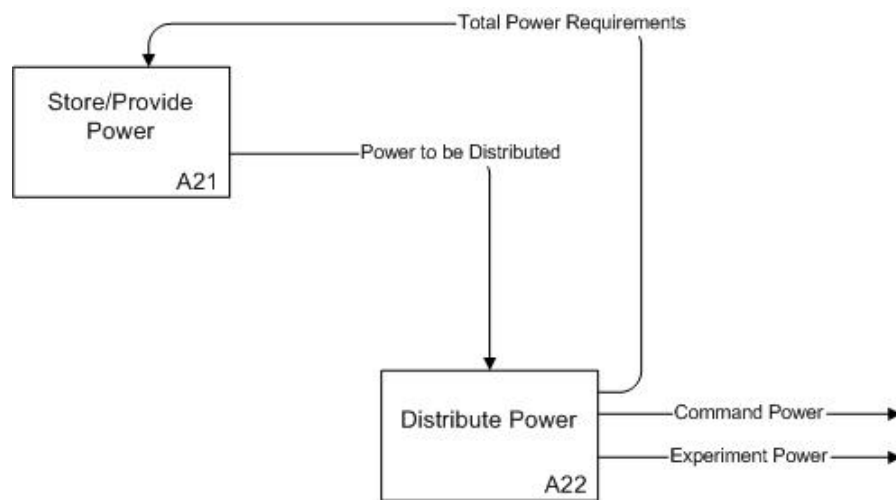 Total Power Requirements
Store/Provide
Power
A21
Power to be Distributed
Distribute Power
A22
Command Power
Experiment Power